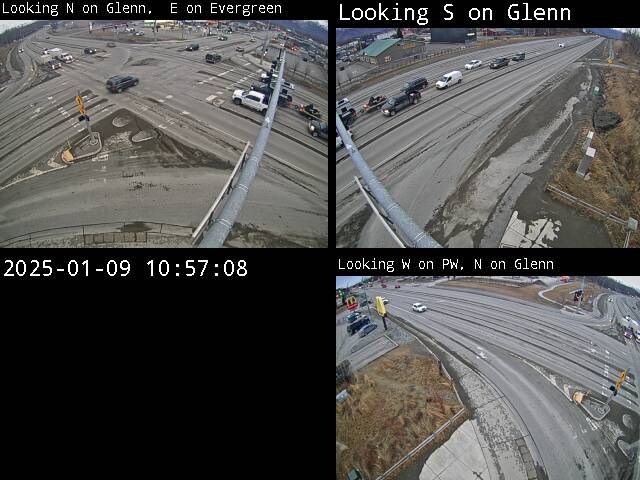 Looking N on Glenn, E on Evergreen
Looking S on Glenn
2025-01-09 10:57:08
Looking W on PW, N on Glenn